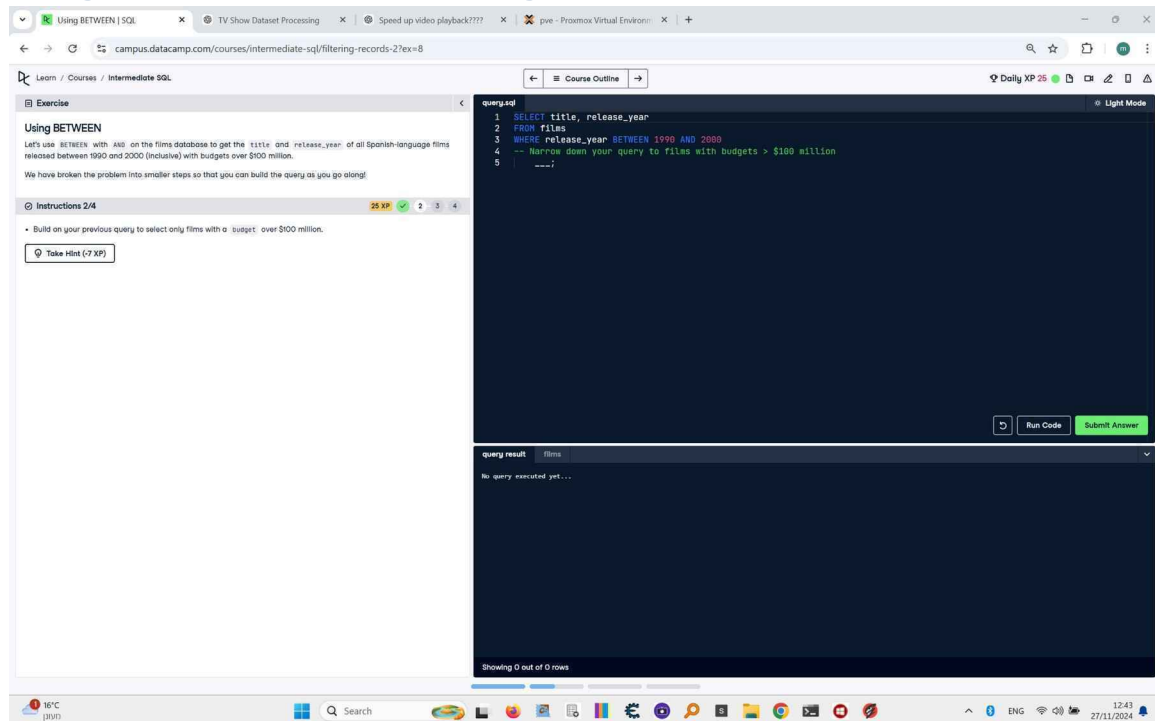 Using BETWEEN | SQL
TV Show Dataset Processing
Speed up video playback????
pve - Proxmox Virtual Environm
campus.datacamp.com/courses/intermediate-sql/filtering-records-2?ex=8
Learn / Courses / Intermediate SQL
Course Outline
Daily XP 25
Exercise
Using BETWEEN
Let's use BETWEEN with AND on the films database to get the title and release_year of all Spanish-language films
released between 1990 and 2000 (inclusive) with budgets over $100 million.
We have broken the problem into smaller steps so that you can build the query as you go along!
Instructions 2/4
25 XP
2 3 4
Build on your previous query to select only films with a budget over $100 million.
Take Hint (-7 XP)
query.sql
Light Mode
1 SELECT title, release_year
2 FROM films
3 WHERE release_year BETWEEN 1990 AND 2000
4 -- Narrow down your query to films with budgets > $100 million
5 ___;
Run Code
Submit Answer
query result
films
No query executed yet...
Showing 0 out of 0 rows
1
16°C
Search
ENG
12:43
27/11/2024